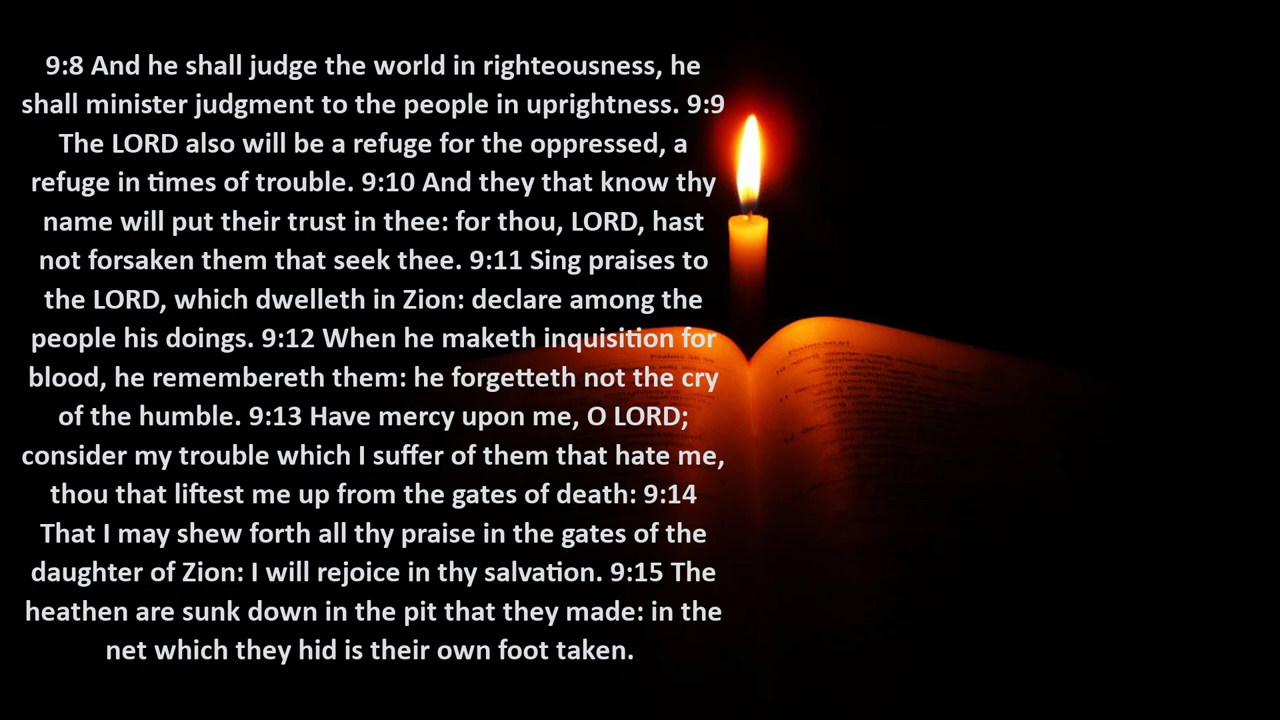 9:8 And he shall judge the world in righteousness, he
shall minister judgment to the people in uprightness. 9:9
The LORD also will be a refuge for the oppressed, a
refuge in times of trouble. 9:10 And they that know thy
name will put their trust in thee: for thou, LORD, hast
not forsaken them that seek thee. 9:11 Sing praises to
the LORD, which dwelleth in Zion: declare among the
people his doings. 9:12 When he maketh inquisition for
blood, he remembereth them: he forgetteth not the cry
of the humble. 9:13 Have mercy upon me, O LORD;
consider my trouble which I suffer of them that hate me,
thou that liftest me up from the gates of death: 9:14
That I may shew forth all thy praise in the gates of the
daughter of Zion: I will rejoice in thy salvation. 9:15 The
heathen are sunk down in the pit that they made: in the
net which they hid is their own foot taken.